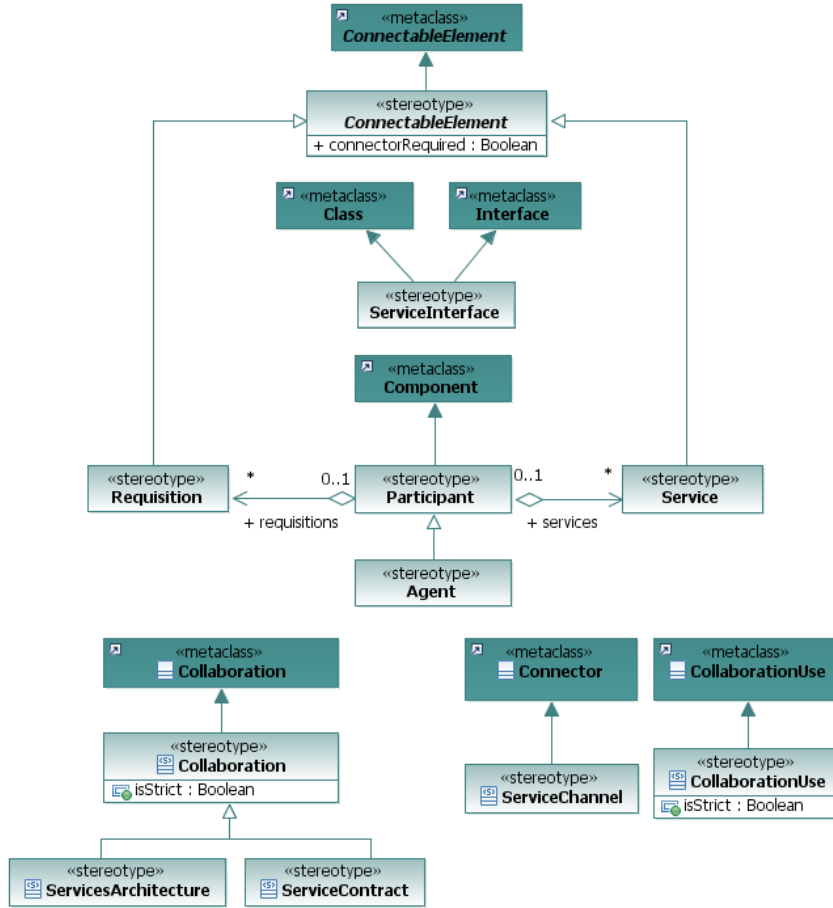 «metaclass»
ConnectableElement
«stereotype»
ConnectableElement
+ connectorRequired : Boolean
«metaclass»
Class
«metaclass»
Interface
«stereotype»
ServiceInterface
«metaclass»
Component
«stereotype»
Requisition
*
0..1
+ requisitions
«stereotype»
Participant
0..1
*
+ services
«stereotype»
Service
«stereotype»
Agent
«metaclass»
Collaboration
«metaclass»
Connector
«metaclass»
CollaborationUse
«stereotype»
Collaboration
isStrict : Boolean
«stereotype»
ServiceChannel
«stereotype»
CollaborationUse
isStrict : Boolean
«stereotype»
ServicesArchitecture
«stereotype»
ServiceContract